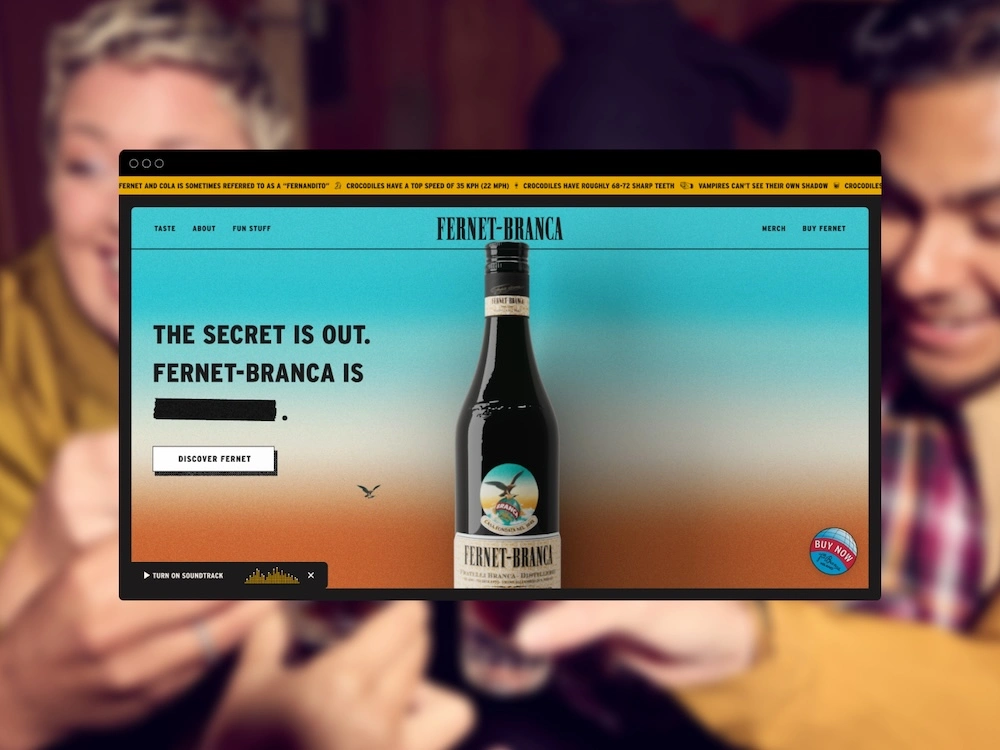 FERNET AND COLA IS SOMETIMES REFERRED TO AS A "FERNANDITO" CROCODILES HAVE A TOP SPEED OF 35 KPH (22 MPH) CROCODILES HAVE ROUGHLY 68-72 SHARP TEETH VAMPIRES CAN'T SEE THEIR OWN SHADOW CROCODILES
TASTE ABOUT FUN STUFF FERNET-BRANCA MERCH BUY FERNET
FERNET-BRANCA
THE SECRET IS OUT.
FERNET-BRANCA IS
.
DISCOVER FERNET
BRANCA
BUY NOW
FERNET-BRANCA
FRATELLI BRANCA · DISTILLERIE
TURN ON SOUNDTRACK